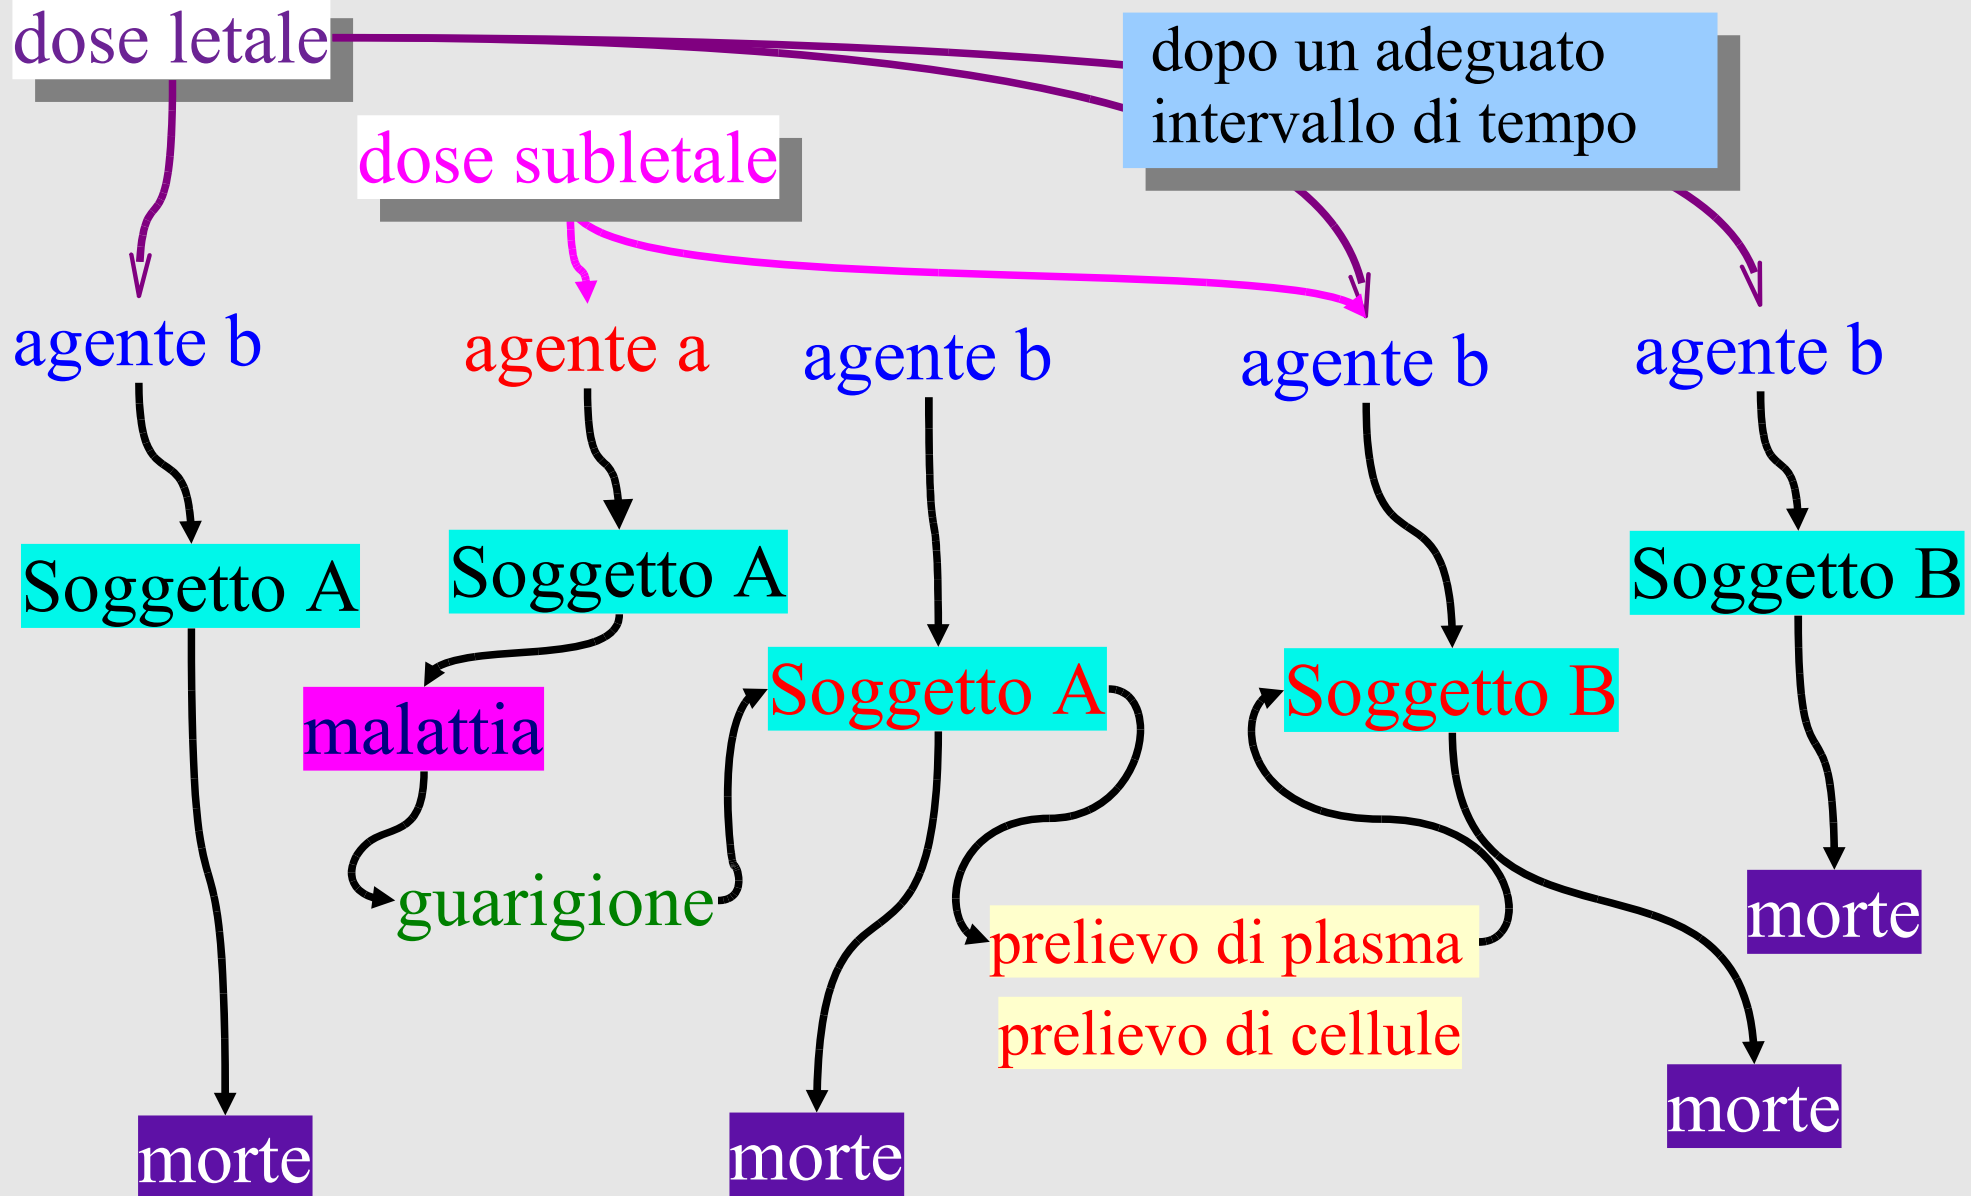 dose letale
dopo un adeguato
intervallo di tempo
dose subletale
agente b
agente a
agente b
agente b
agente b
Soggetto A
Soggetto A
Soggetto A
Soggetto B
Soggetto B
malattia
guarigione
prelievo di plasma
prelievo di cellule
morte
morte
morte
morte